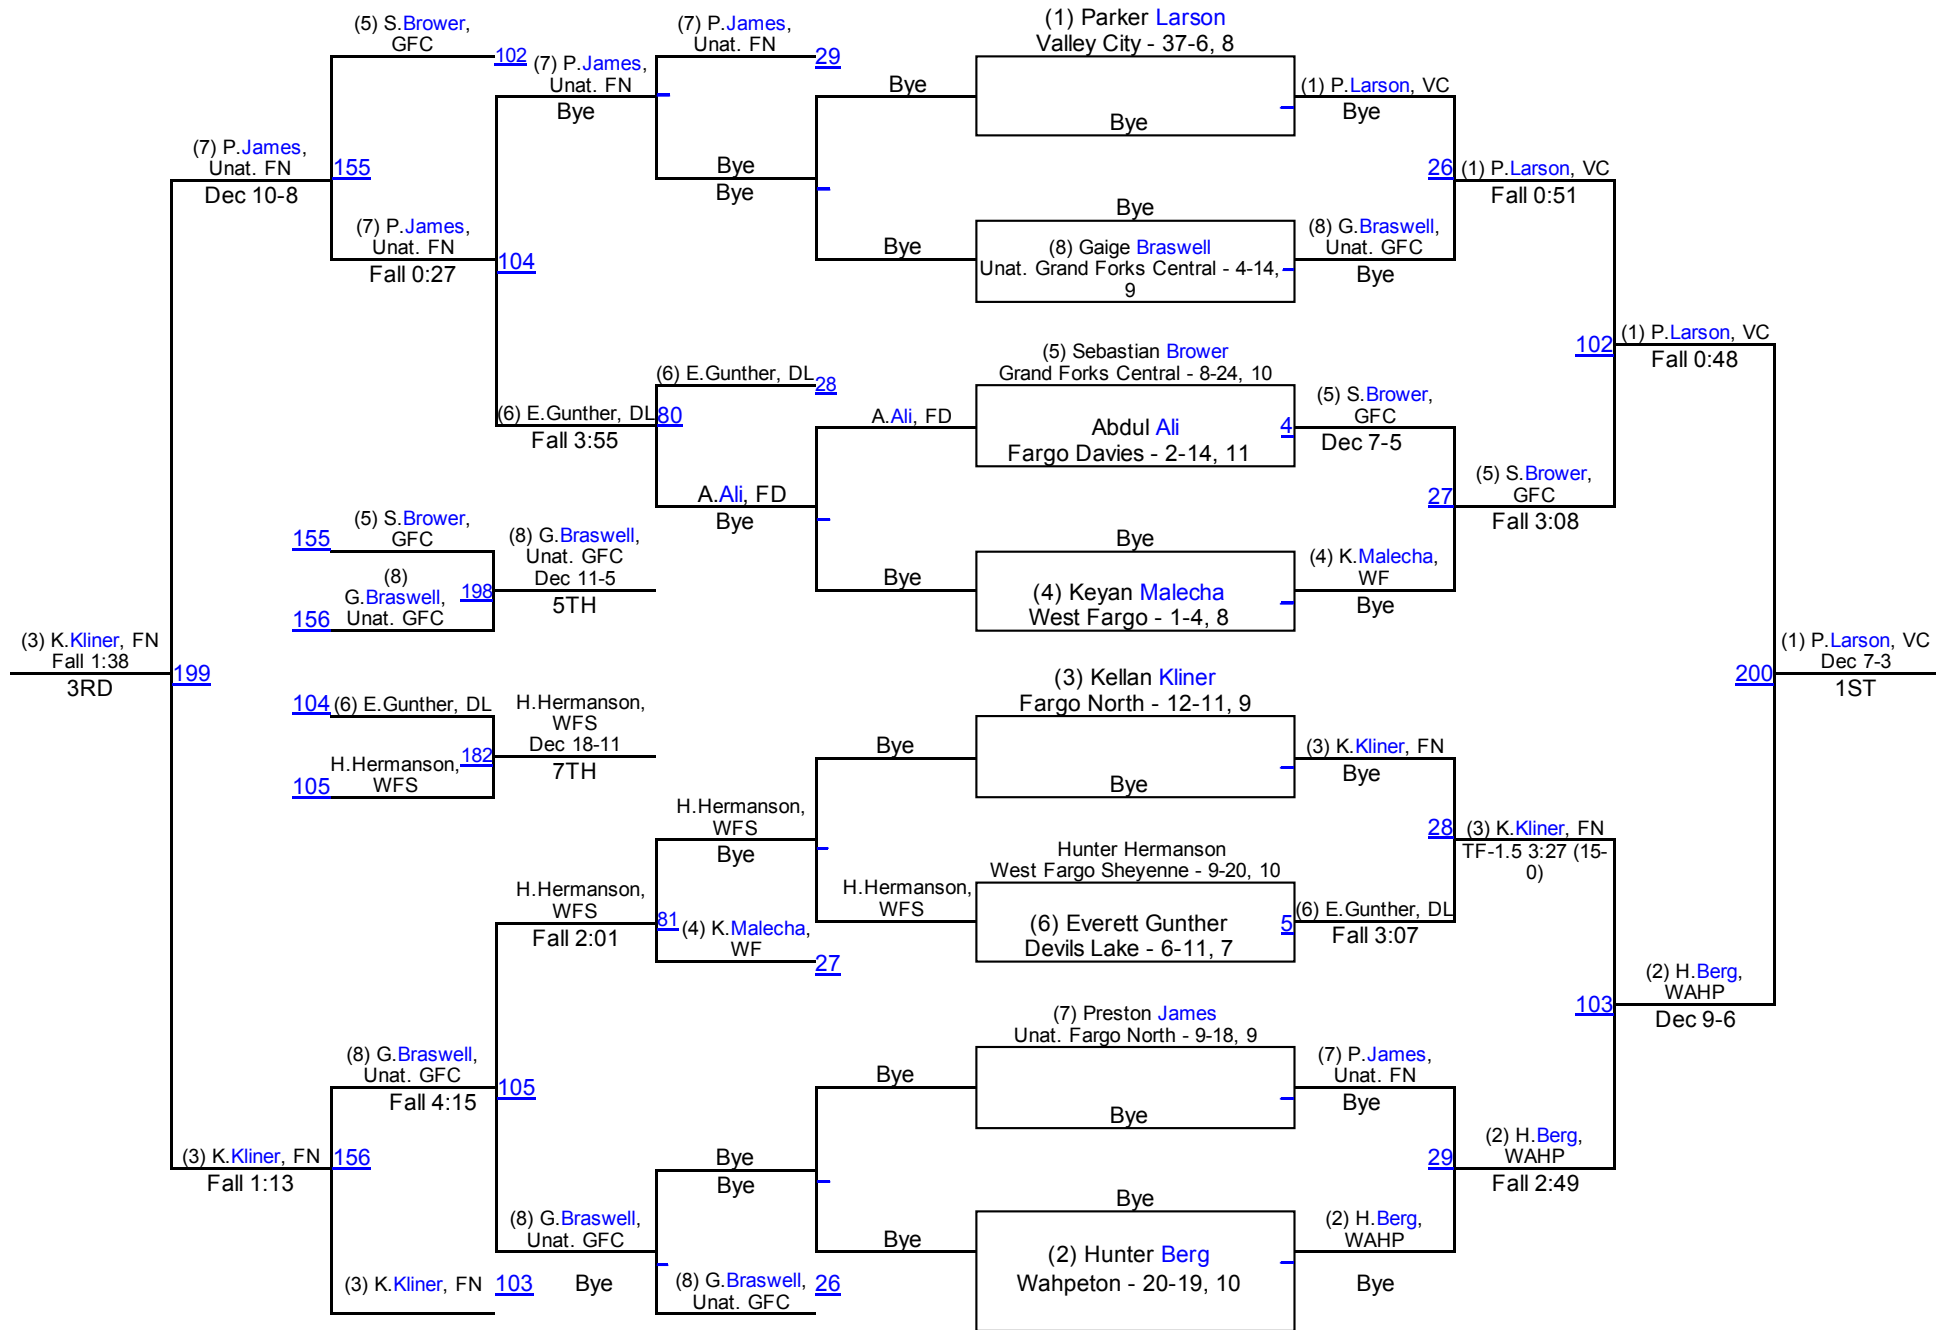 (5) S.Brower,
GFC
102
(7) P.James,
Unat. FN
29
(1) Parker Larson
Valley City - 37-6, 8
(7) P.James,
Unat. FN
Bye
Bye
Bye
(1) P.Larson, VC
Bye
(7) P.James,
Unat. FN
Dec 10-8
155
Bye
Bye
26
(1) P.Larson, VC
Fall 0:51
(7) P.James,
Unat. FN
Fall 0:27
104
Bye
Bye
(8) Gaige Braswell
Unat. Grand Forks Central - 4-14,
9
(8) G.Braswell,
Unat. GFC
Bye
102
(1) P.Larson, VC
Fall 0:48
(6) E.Gunther, DL
28
(5) Sebastian Brower
Grand Forks Central - 8-24, 10
(6) E.Gunther, DL
80
Fall 3:55
A.Ali, FD
Abdul Ali
Fargo Davies - 2-14, 11
4
(5) S.Brower,
GFC
Dec 7-5
A.Ali, FD
Bye
27
(5) S.Brower,
GFC
Fall 3:08
155
(5) S.Brower,
GFC
(8) G.Braswell,
Unat. GFC
Dec 11-5
5TH
156
(8)
G.Braswell,
Unat. GFC
198
Bye
Bye
(4) Keyan Malecha
West Fargo - 1-4, 8
(4) K.Malecha,
WF
Bye
(3) K.Kliner, FN
Fall 1:38
3RD
199
200
(1) P.Larson, VC
Dec 7-3
1ST
104
(6) E.Gunther, DL
H.Hermanson,
WFS
Dec 18-11
7TH
105
H.Hermanson,
WFS
182
(3) Kellan Kliner
Fargo North - 12-11, 9
Bye
Bye
(3) K.Kliner, FN
Bye
H.Hermanson,
WFS
Bye
28
(3) K.Kliner, FN
TF-1.5 3:27 (15-
0)
H.Hermanson,
WFS
Fall 2:01
81
(4) K.Malecha,
WF
27
H.Hermanson,
WFS
Hunter Hermanson
West Fargo Sheyenne - 9-20, 10
(6) Everett Gunther
Devils Lake - 6-11, 7
5
(6) E.Gunther, DL
Fall 3:07
103
(2) H.Berg,
WAHP
Dec 9-6
(7) Preston James
Unat. Fargo North - 9-18, 9
(8) G.Braswell,
Unat. GFC
Fall 4:15
105
Bye
Bye
(7) P.James,
Unat. FN
Bye
(3) K.Kliner, FN
Fall 1:13
156
Bye
Bye
29
(2) H.Berg,
WAHP
Fall 2:49
(8) G.Braswell,
Unat. GFC
Bye
Bye
Bye
(2) Hunter Berg
Wahpeton - 20-19, 10
(2) H.Berg,
WAHP
Bye
(3) K.Kliner, FN
103
(8) G.Braswell,
Unat. GFC
26